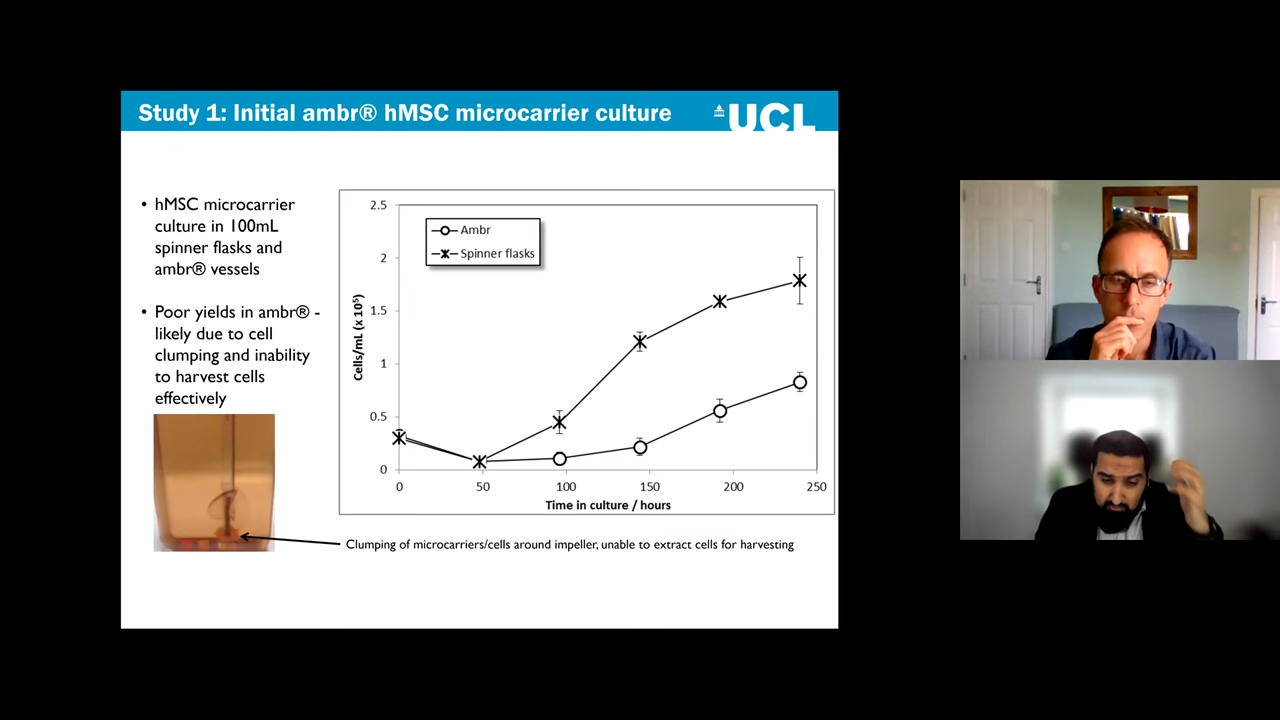 Study 1: Initial ambr® hMSC microcarrier culture
UCL
• hMSC microcarrier
culture in 100mL
spinner flasks and
ambr® vessels
• Poor yields in ambr® -
likely due to cell
clumping and inability
to harvest cells
effectively
2.5
2
1.5
1
0.5
0
Cells/mL (x 10⁵)
Ambr
Spinner flasks
0 50 100 150 200 250
Time in culture / hours
Clumping of microcarriers/cells around impeller, unable to extract cells for harvesting